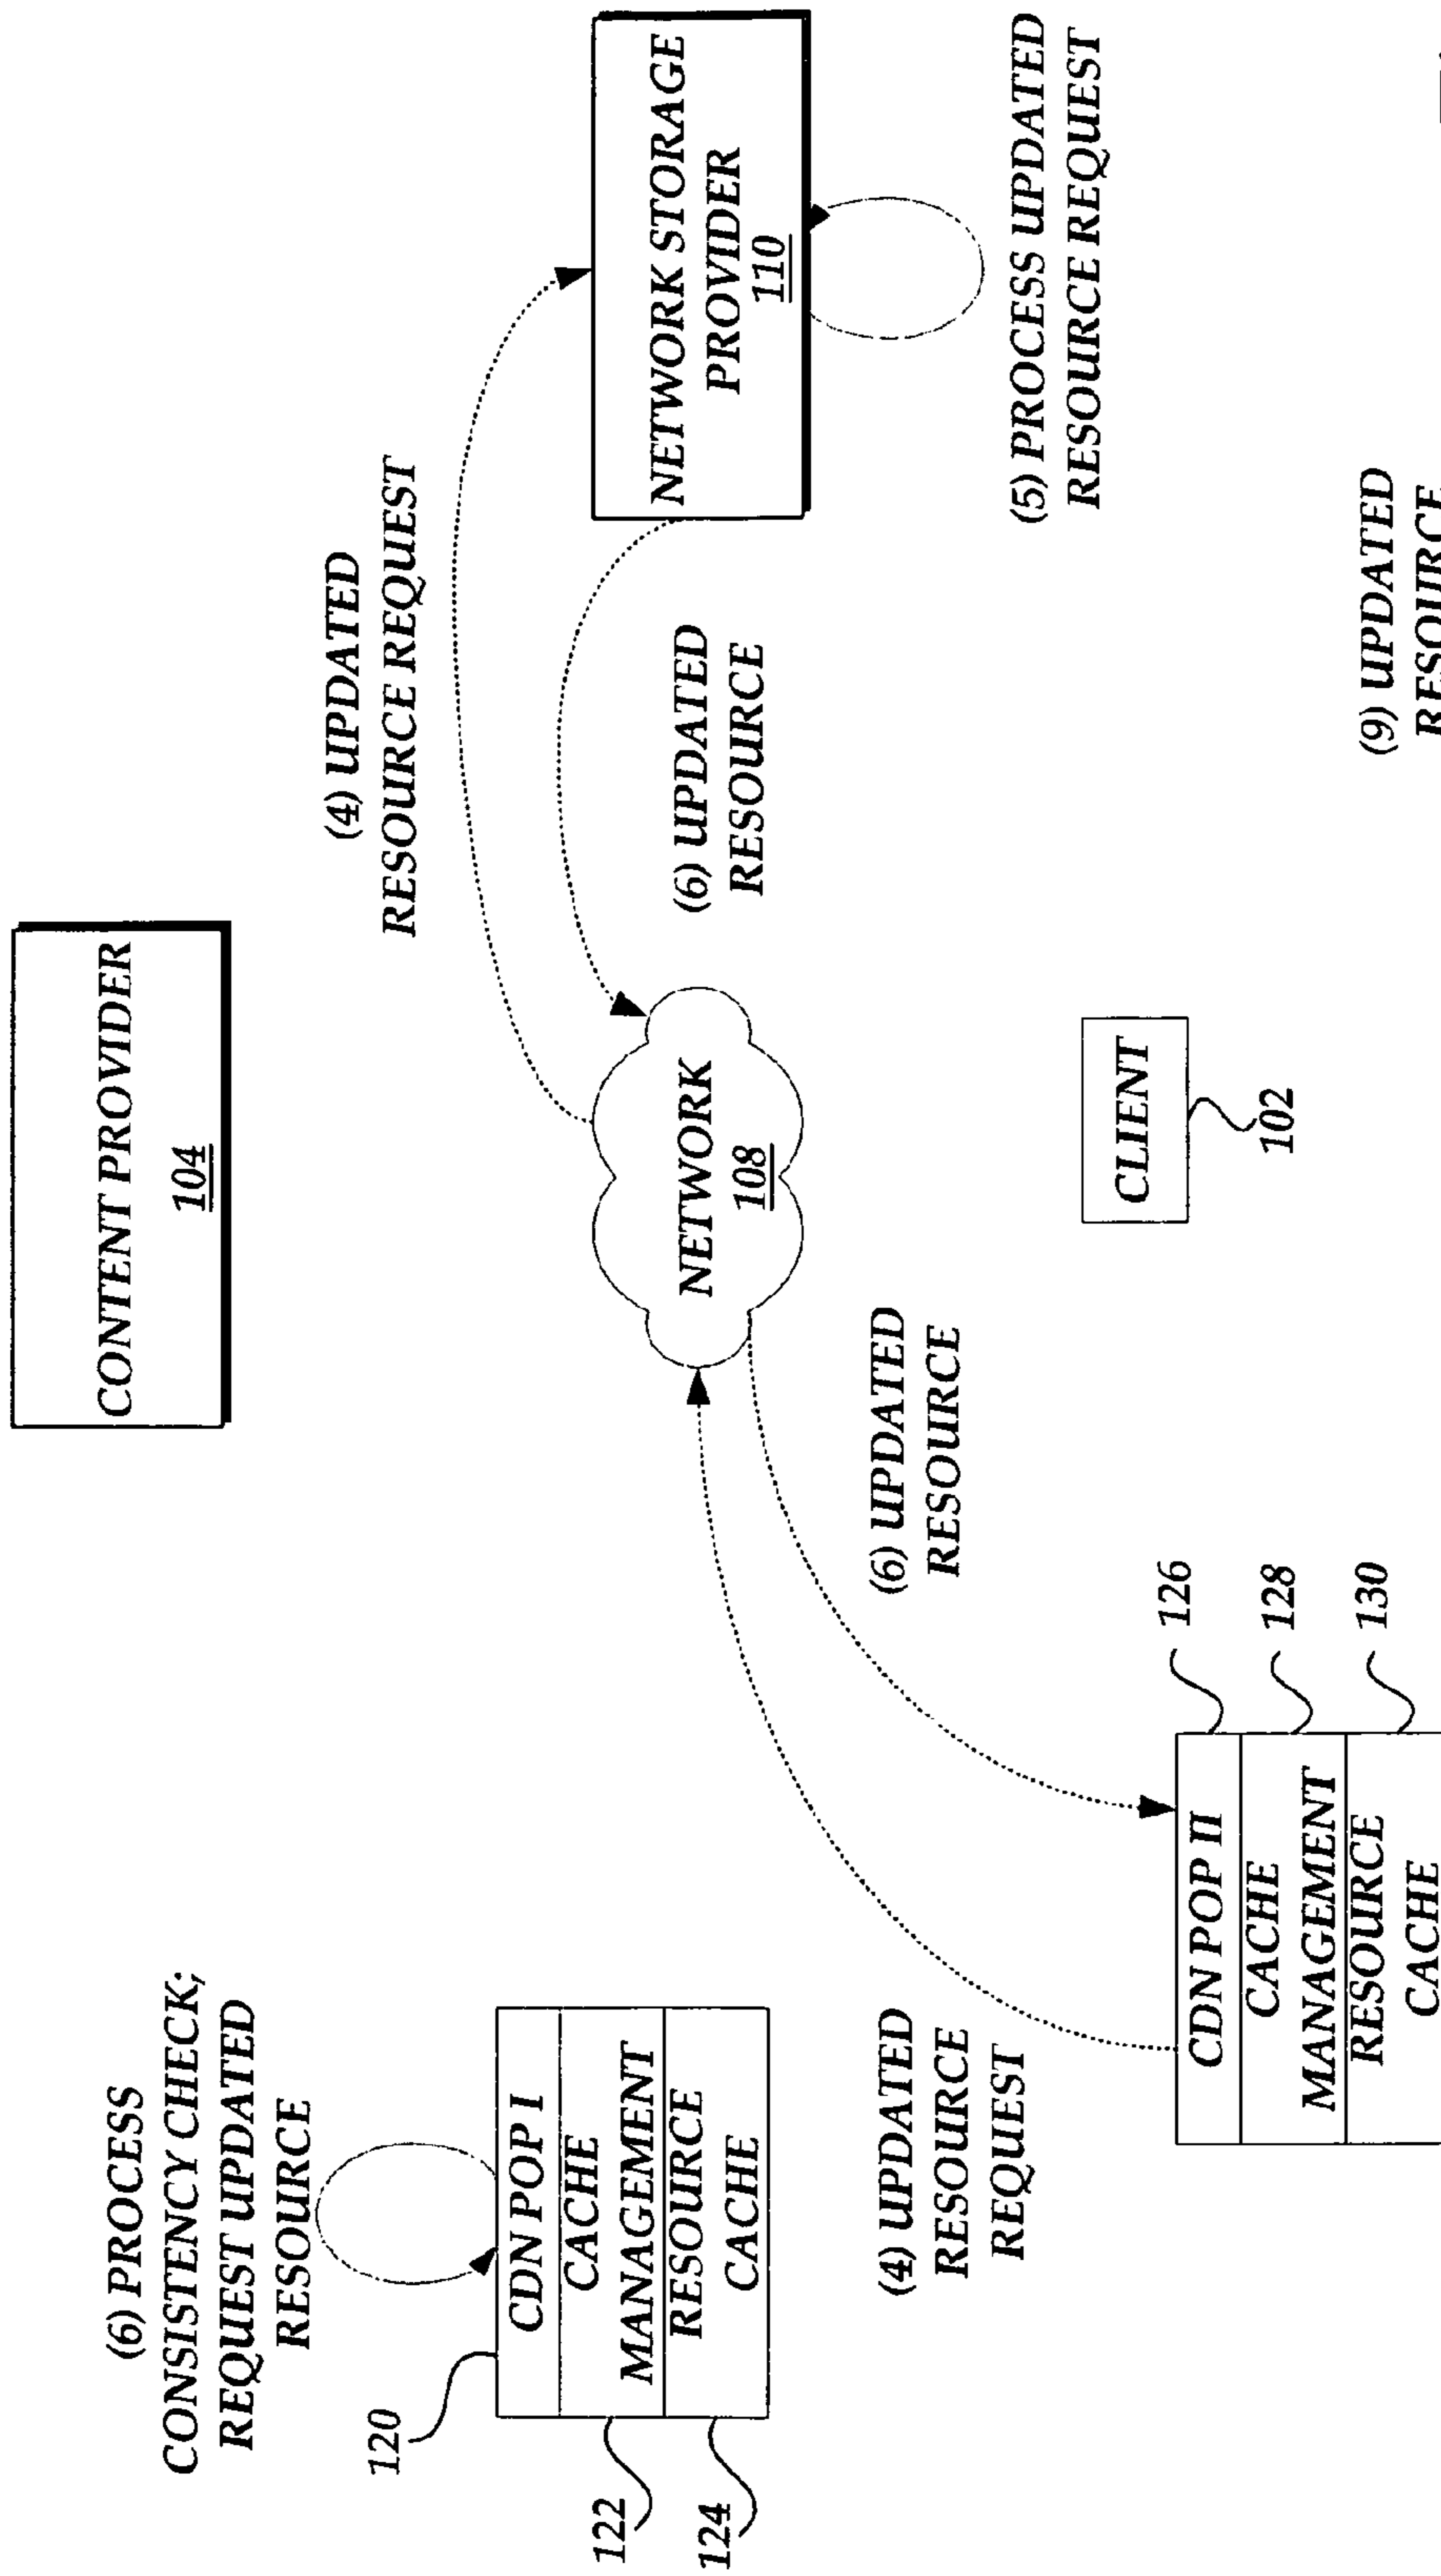 CONTENT PROVIDER
104
(6) PROCESS
CONSISTENCY CHECK;
REQUEST UPDATED
RESOURCE
120
CDN POP I
CACHE
MANAGEMENT
RESOURCE
CACHE
122
124
(4) UPDATED
RESOURCE REQUEST
NETWORK STORAGE
PROVIDER
110
(6) UPDATED
RESOURCE
NETWORK
108
(5) PROCESS UPDATED
RESOURCE REQUEST
(6) UPDATED
RESOURCE
(4) UPDATED
RESOURCE
REQUEST
CLIENT
102
CDN POP II
CACHE
MANAGEMENT
RESOURCE
CACHE
126
128
130
(9) UPDATED
RESOURCE